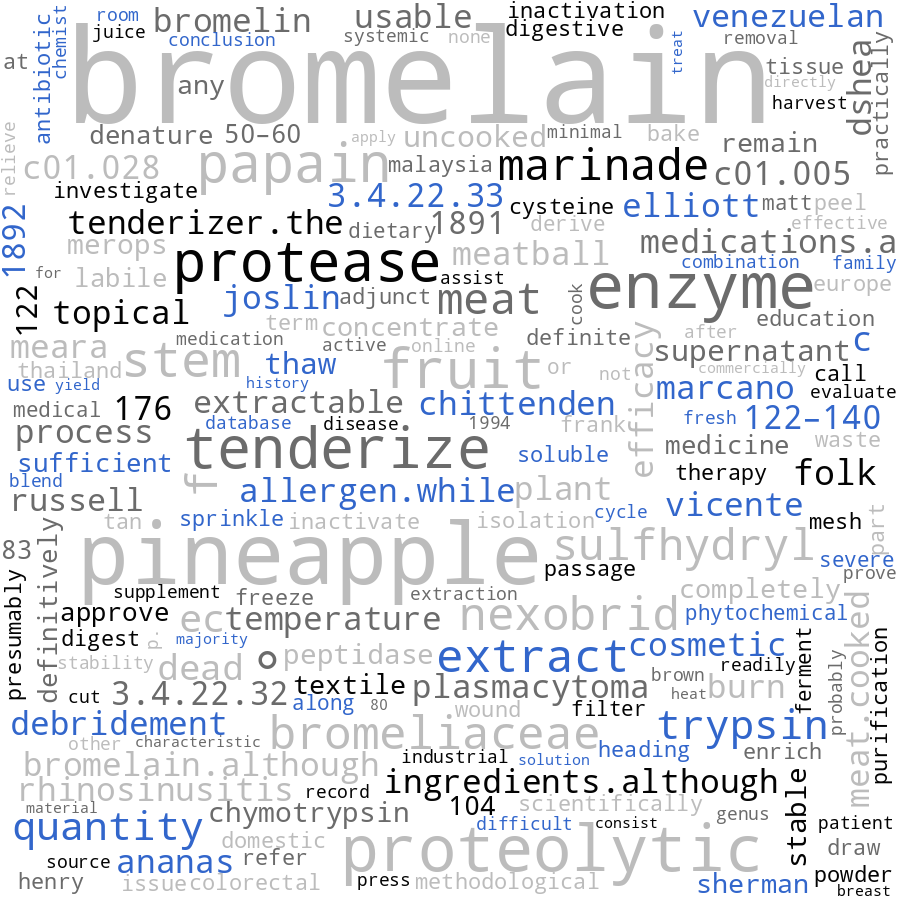 room
bromelin
usable
inactivation
venezuelan
juice
conclusion
systemic
none
digestive
removal
antibiotic
chemist
treat
at
bromelain
tissue
any
directly
harvest
dshea
practically
denature
50–60
apply
uncooked
minimal
bake
remain
relieve
c01.028
papain
malaysia
marinade
c01.005
investigate
3.4.22.33
cysteine
elliott
matt
peel
1892
tenderizer.the
dietary
1891
derive
effective
merops
protease
meatball
medications.a
combination
family
for
labile
assist
enzyme
europe
122
topical
joslin
adjunct
meat
cook
term
concentrate
education
meara
medication
active
online
definite
efficacy
after
supernatant
c
thailand
stem
thaw
fruit
or
not
commercially
call
use
yield
history
marcano
evaluate
medical
176
extractable
chittenden
database
disease
1994
frank
fresh
122–140
process
tenderize
medicine
waste
sufficient
soluble
therapy
folk
blend
f
allergen.while
plant
russell
vicente
tan
sprinkle
inactivate
isolation
cycle
mesh
part
83
definitively
pineapple
sulfhydryl
severe
passage
prove
presumably
supplement
freeze
extraction
completely
approve
ec
temperature
nexobrid
phytochemical
meat.cooked
digest
p.
majority
extract
cosmetic
ferment
purification
stability
dead
°
peptidase
readily
probably
cut
3.4.22.32
textile
plasmacytoma
brown
heat
burn
along
80
wound
filter
debridement
bromeliaceae
trypsin
other
characteristic
heading
enrich
bromelain.although
industrial
solution
rhinosinusitis
record
ingredients.although
stable
material
chymotrypsin
104
scientifically
genus
quantity
difficult
consist
patient
domestic
proteolytic
draw
source
ananas
refer
henry
issue
colorectal
press
methodological
sherman
powder
breast